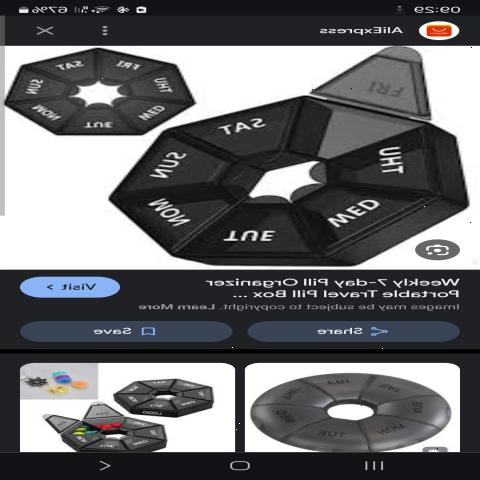 09:29
67%
AliExpress
SUN
SAT
FRI
THU
WED
TUE
MON
FRI
SAT
SUN
MON
TUE
WED
THU
Weekly 7-day Pill Organizer
Portable Travel Pill Box ...
Visit >
Images may be subject to copyright. Learn More
Share
Save
FRI
SAT
SUN
MON
TUE
WED